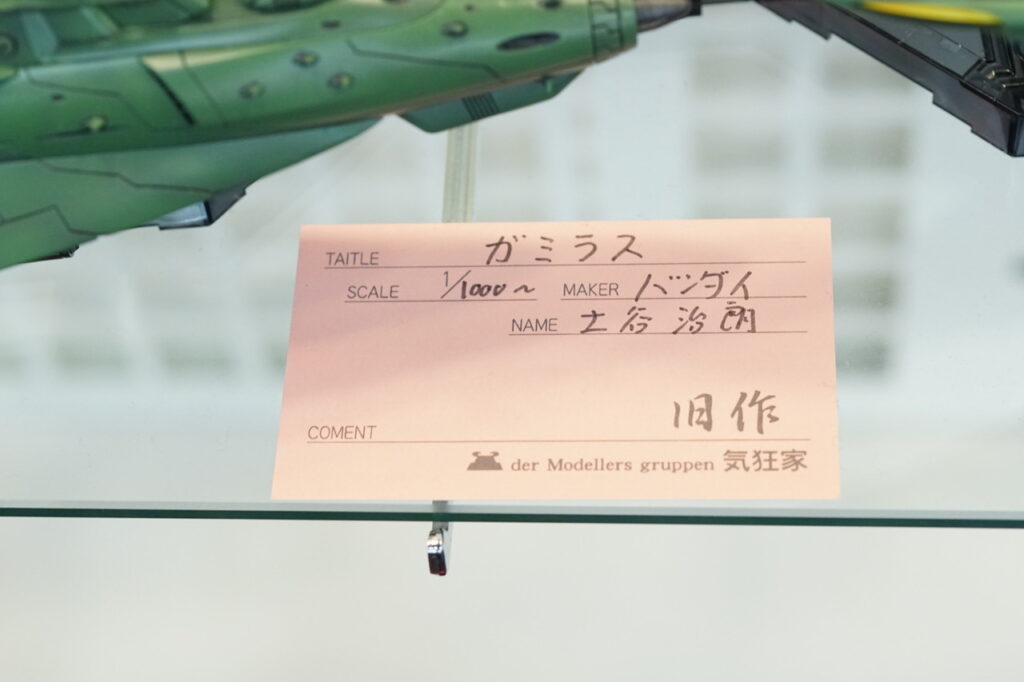 TAITLE ガミラス
SCALE 1/1000~ MAKER バンダイ
NAME 土谷 治朗
旧作
COMENT
der Modellers gruppen 気狂家